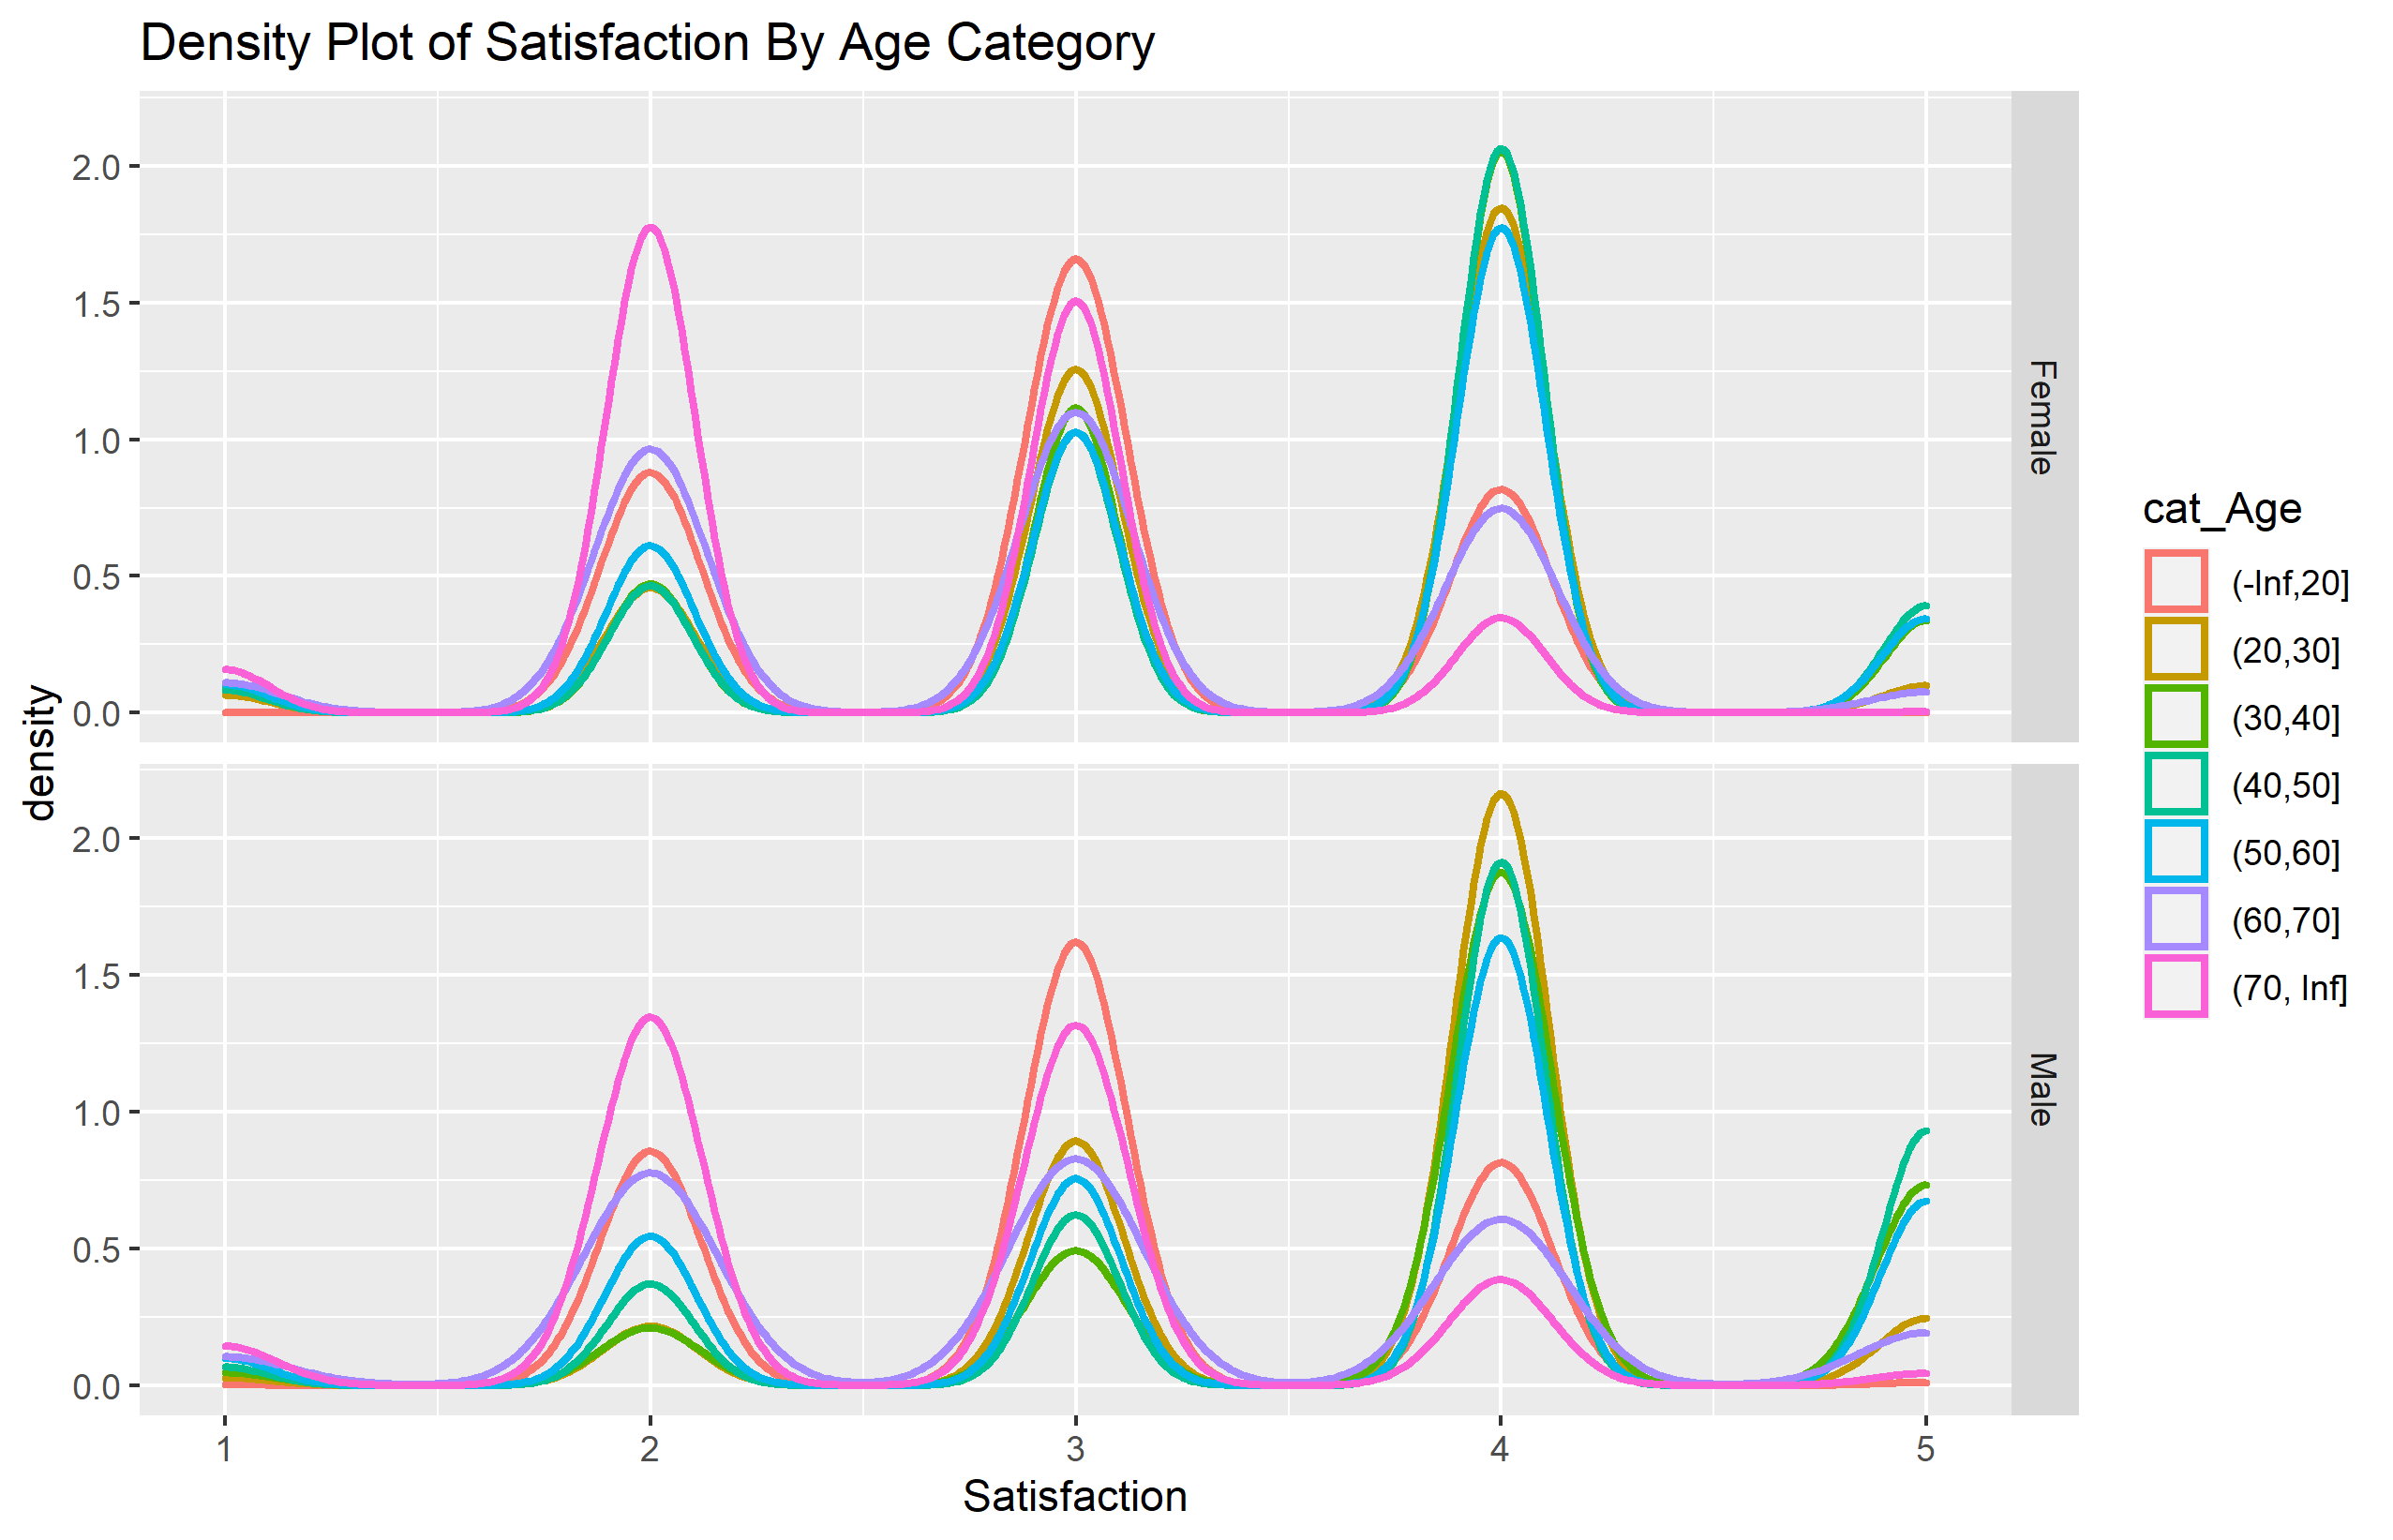 Density Plot of Satisfaction By Age Category
density
2.0
1.5
1.0
0.5
0.0
Female
2.0
1.5
1.0
0.5
0.0
Male
1 2 3 4 5
Satisfaction
cat_Age
(-Inf,20]
(20,30]
(30,40]
(40,50]
(50,60]
(60,70]
(70, Inf]